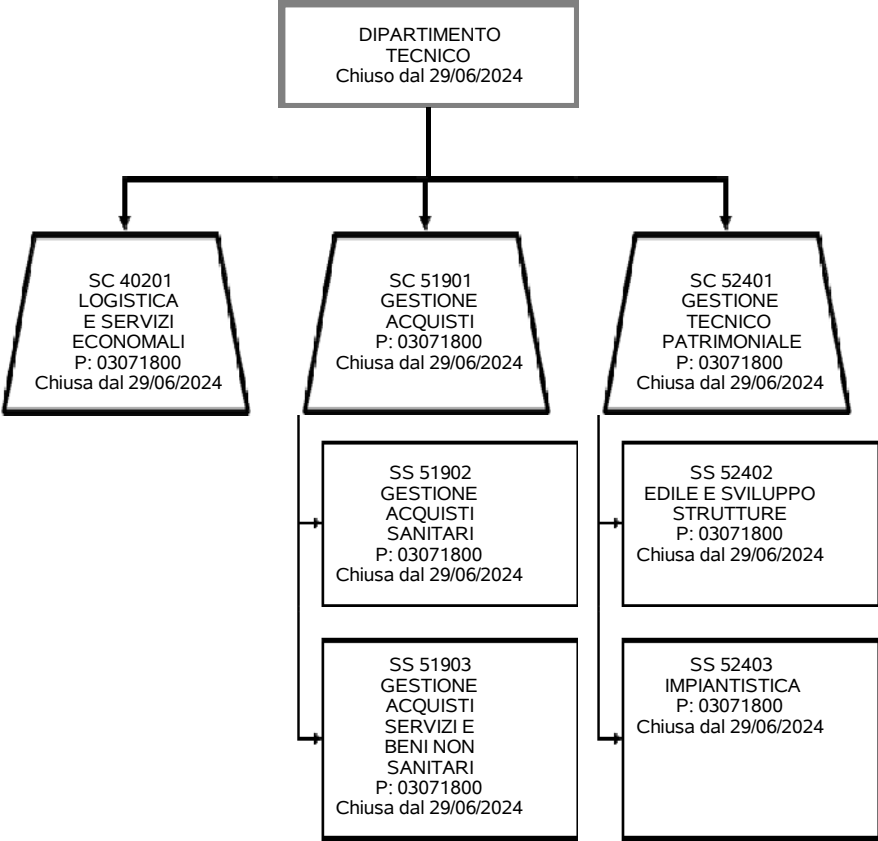 DIPARTIMENTO
TECNICO
Chiuso dal 29/06/2024
SC 40201
LOGISTICA
E SERVIZI
ECONOMALI
P: 03071800
Chiusa dal 29/06/2024
SC 51901
GESTIONE
ACQUISTI
P: 03071800
Chiusa dal 29/06/2024
SC 52401
GESTIONE
TECNICO
PATRIMONIALE
P: 03071800
Chiusa dal 29/06/2024
SS 51902
GESTIONE
ACQUISTI
SANITARI
P: 03071800
Chiusa dal 29/06/2024
SS 52402
EDILE E SVILUPPO
STRUTTURE
P: 03071800
Chiusa dal 29/06/2024
SS 51903
GESTIONE
ACQUISTI
SERVIZI E
BENI NON
SANITARI
P: 03071800
Chiusa dal 29/06/2024
SS 52403
IMPIANTISTICA
P: 03071800
Chiusa dal 29/06/2024